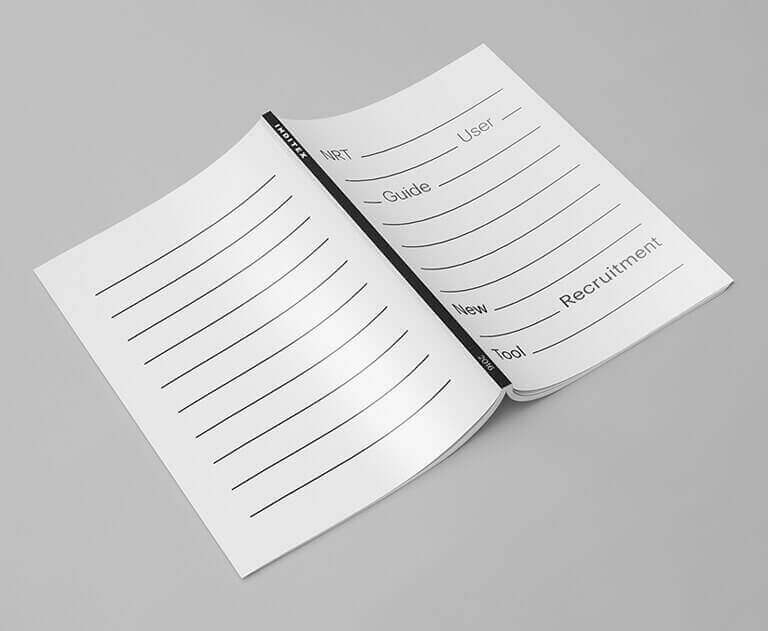 INDITEX
2016
NRT
User
Guide
New
Recruitment
Tool